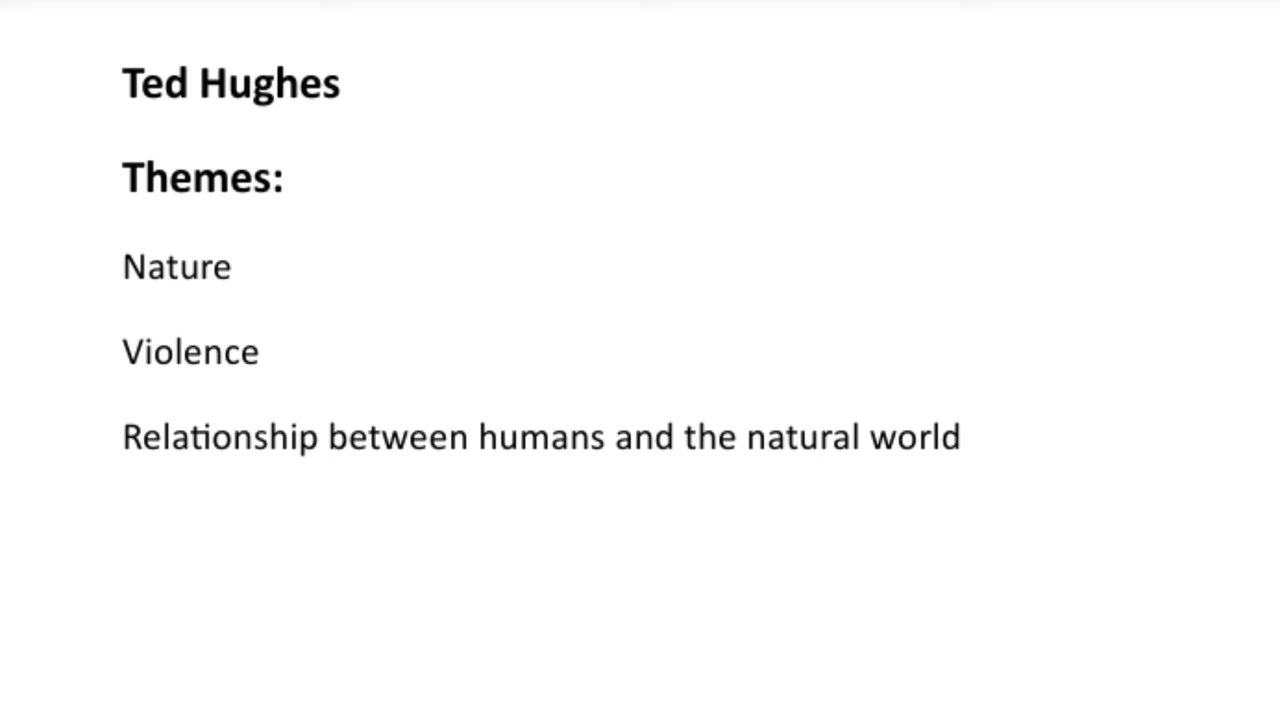 Ted Hughes
Themes:
Nature
Violence
Relationship between humans and the natural world